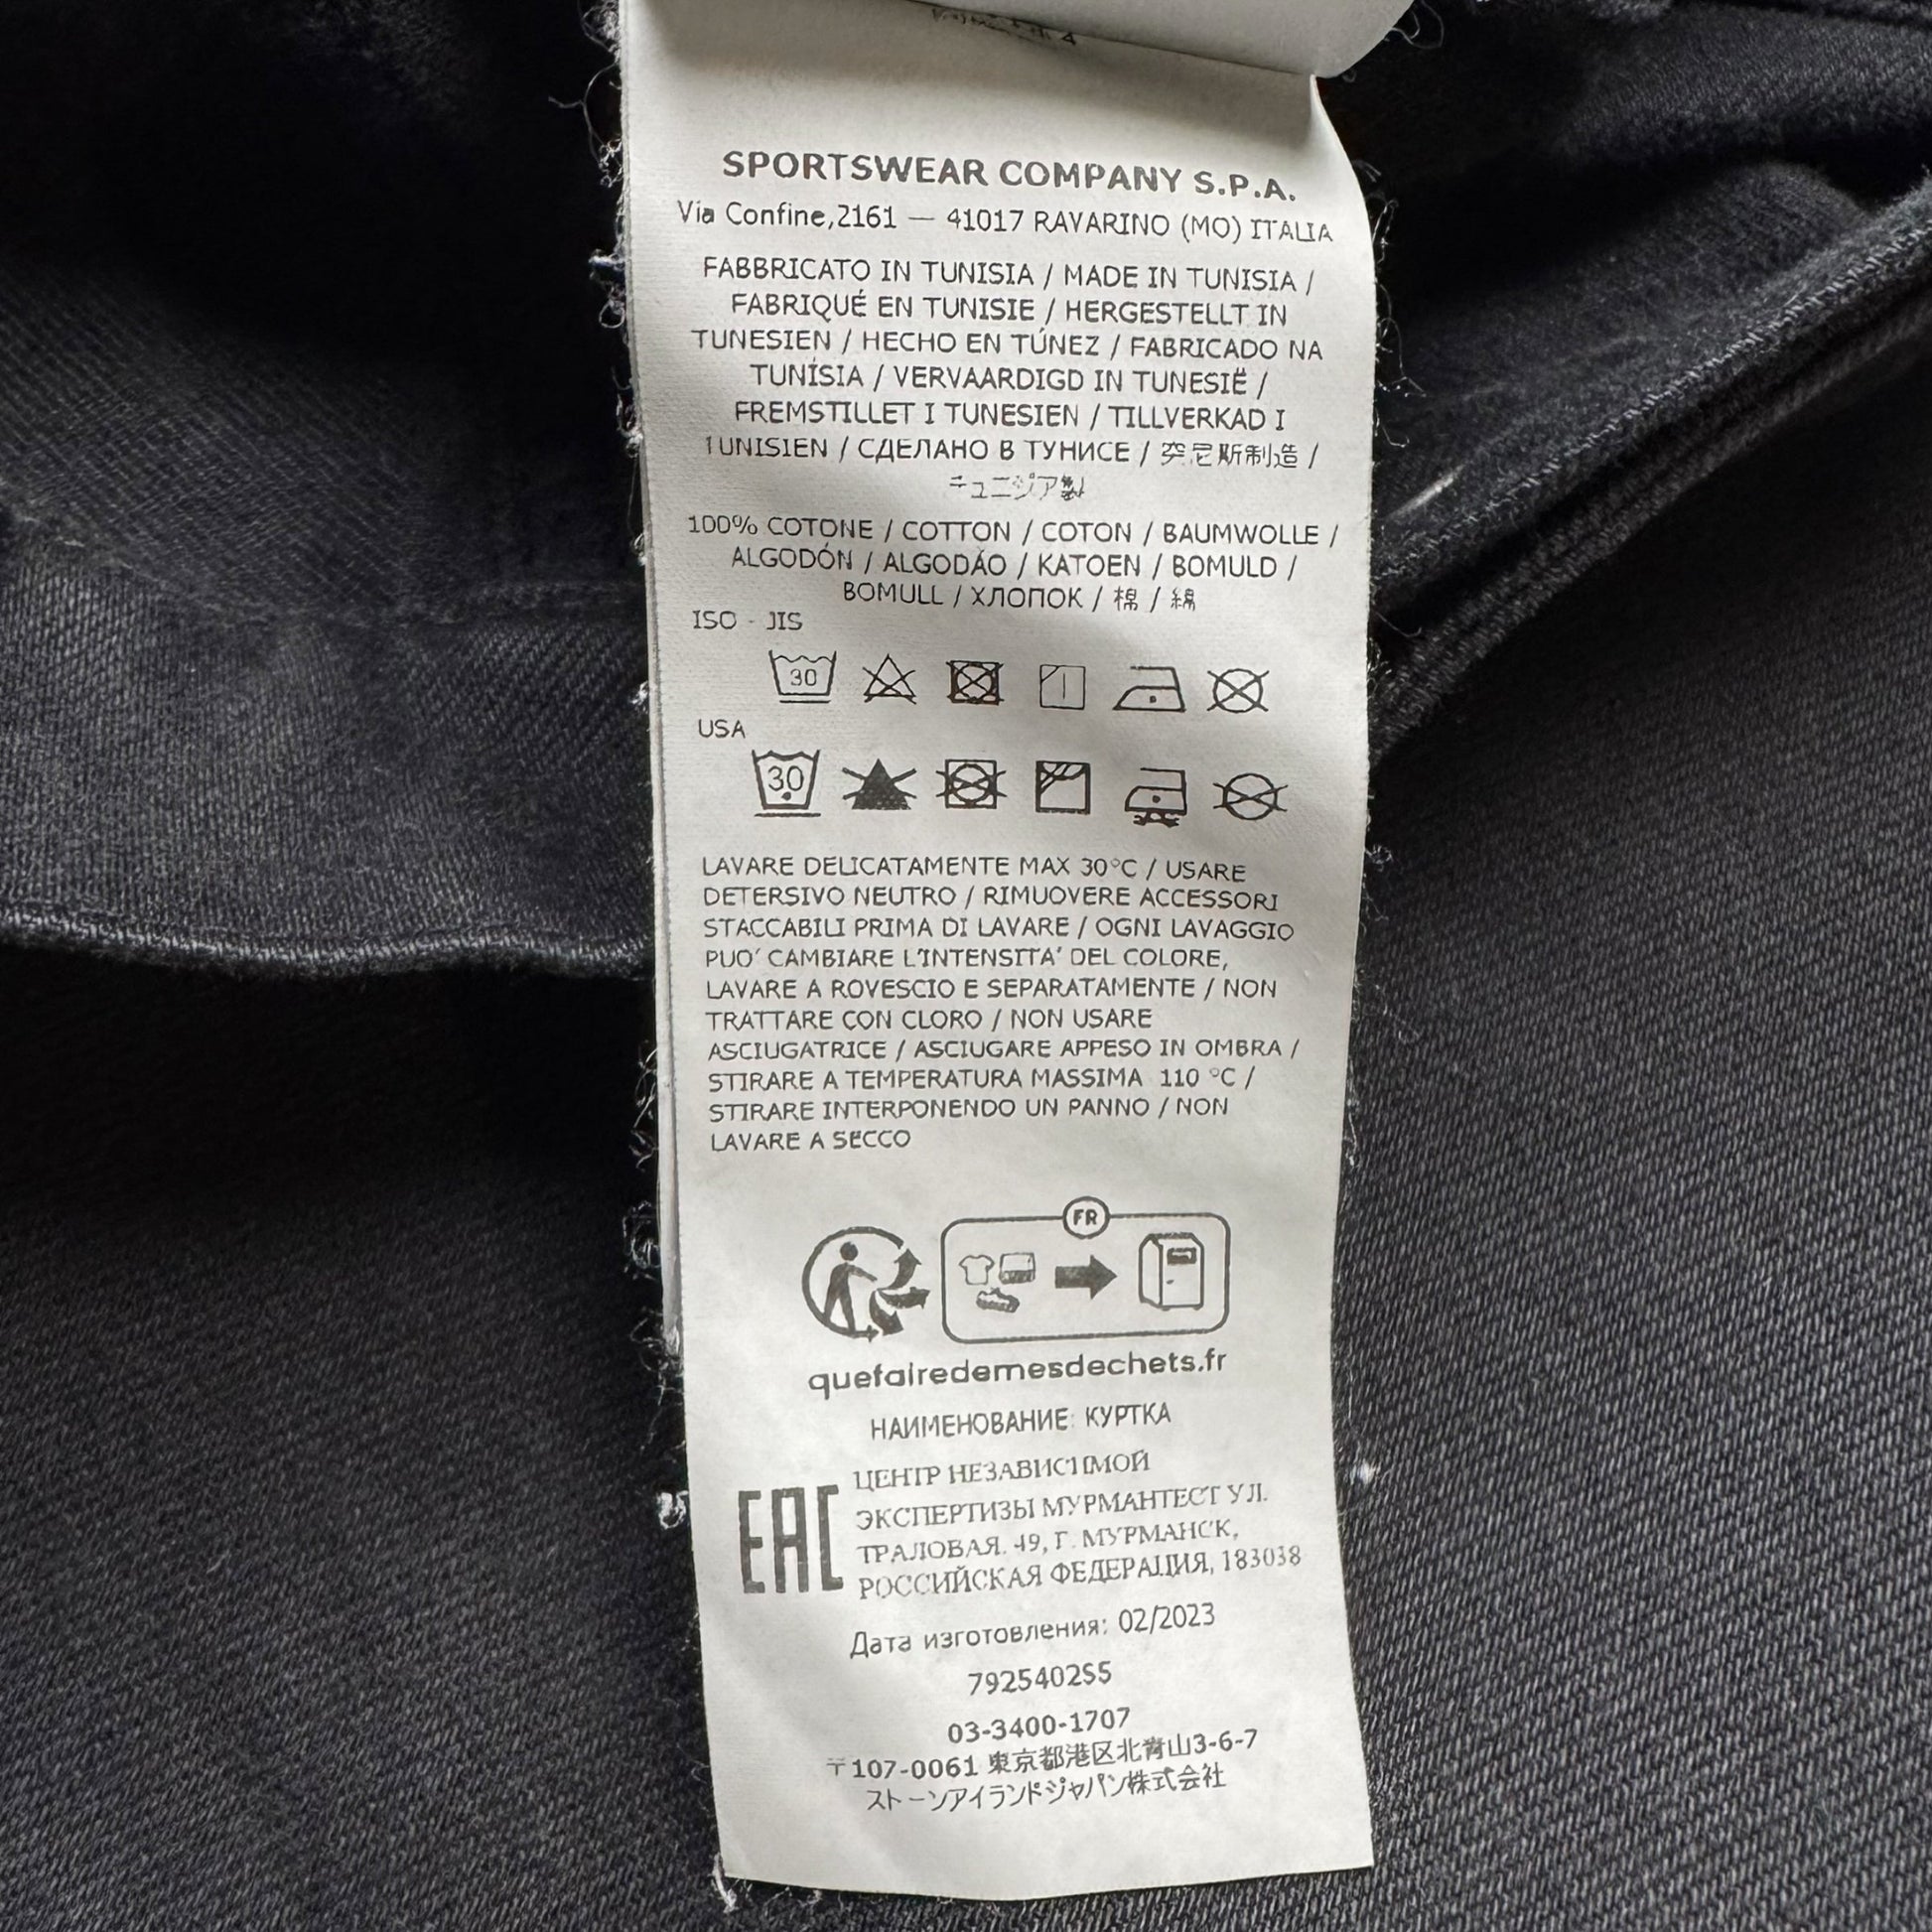 SPORTSWEAR COMPANY S.P.A.
Via Confine,2161 — 41017 RAVARINO (MO) ITALIA
FABBRICATO IN TUNISIA / MADE IN TUNISIA /
FABRIQUÉ EN TUNISIE / HERGESTELLT IN
TUNESIEN / HECHO EN TÚNEZ / FABRICADO NA
TUNÍSIA / VERVAARDIGD IN TUNESIË /
FREMSTILLET I TUNESIEN / TILLVERKAD I
TUNISIEN / СДЕЛАНО В ТУНИСЕ / 突尼斯制造 /
チュニジア製
100% COTONE / COTTON / COTON / BAUMWOLLE /
ALGODÓN / ALGODÃO / KATOEN / BOMULD /
BOMULL / ХЛОПОК / 棉 / 綿
ISO - JIS
30
USA
30
LAVARE DELICATAMENTE MAX 30°C / USARE
DETERSIVO NEUTRO / RIMUOVERE ACCESSORI
STACCABILI PRIMA DI LAVARE / OGNI LAVAGGIO
PUO' CAMBIARE L'INTENSITA' DEL COLORE,
LAVARE A ROVESCIO E SEPARATAMENTE / NON
TRATTARE CON CLORO / NON USARE
ASCIUGATRICE / ASCIUGARE APPESO IN OMBRA /
STIRARE A TEMPERATURA MASSIMA 110 °C /
STIRARE INTERPONENDO UN PANNO / NON
LAVARE A SECCO
FR
quefairedemesdechets.fr
НАИМЕНОВАНИЕ: КУРТКА
EAC
ЦЕНТР НЕЗАВИСИМОЙ
ЭКСПЕРТИЗЫ МУРМАНТЕСТ УЛ.
ТРАЛОВАЯ. 49, Г. МУРМАНСК,
РОССИЙСКАЯ ФЕДЕРАЦИЯ, 183038
Дата изготовления: 02/2023
7925402S5
03-3400-1707
〒107-0061 東京都港区北青山3-6-7
ストーンアイランドジャパン株式会社